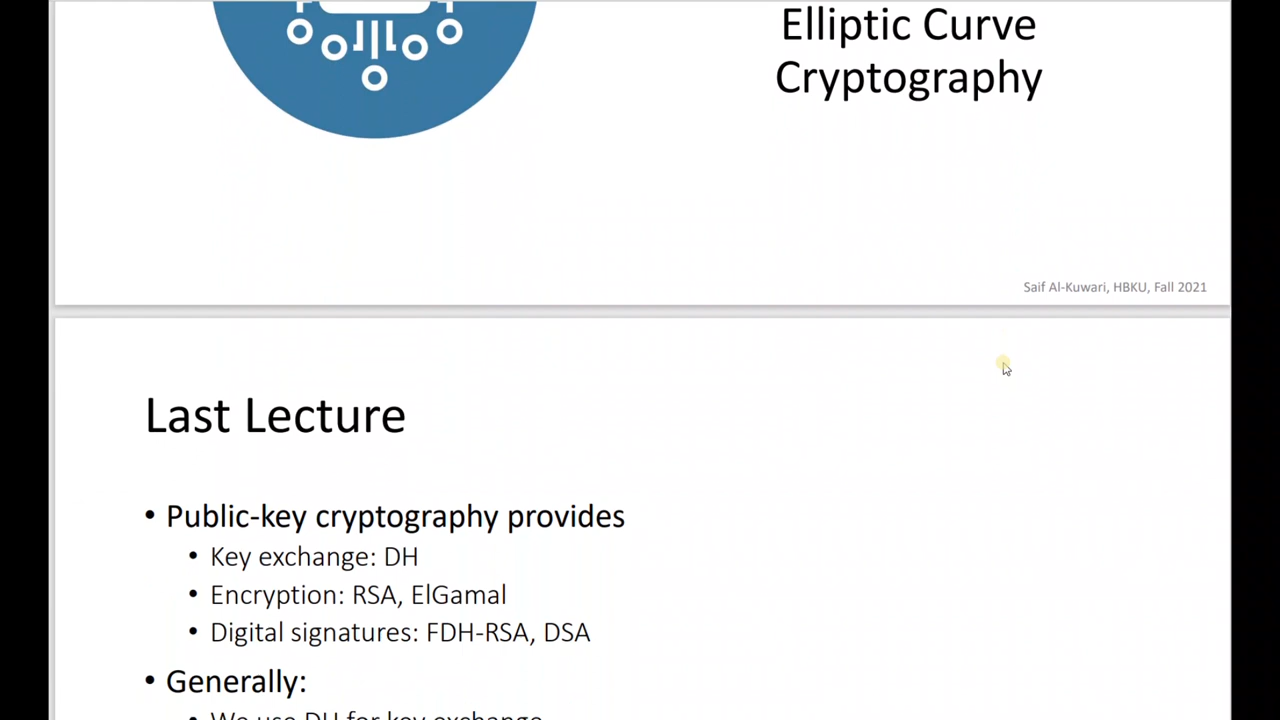 Elliptic Curve
Cryptography
Saif Al-Kuwari, HBKU, Fall 2021
Last Lecture
• Public-key cryptography provides
• Key exchange: DH
• Encryption: RSA, ElGamal
• Digital signatures: FDH-RSA, DSA
• Generally:
• We use DH for key exchange